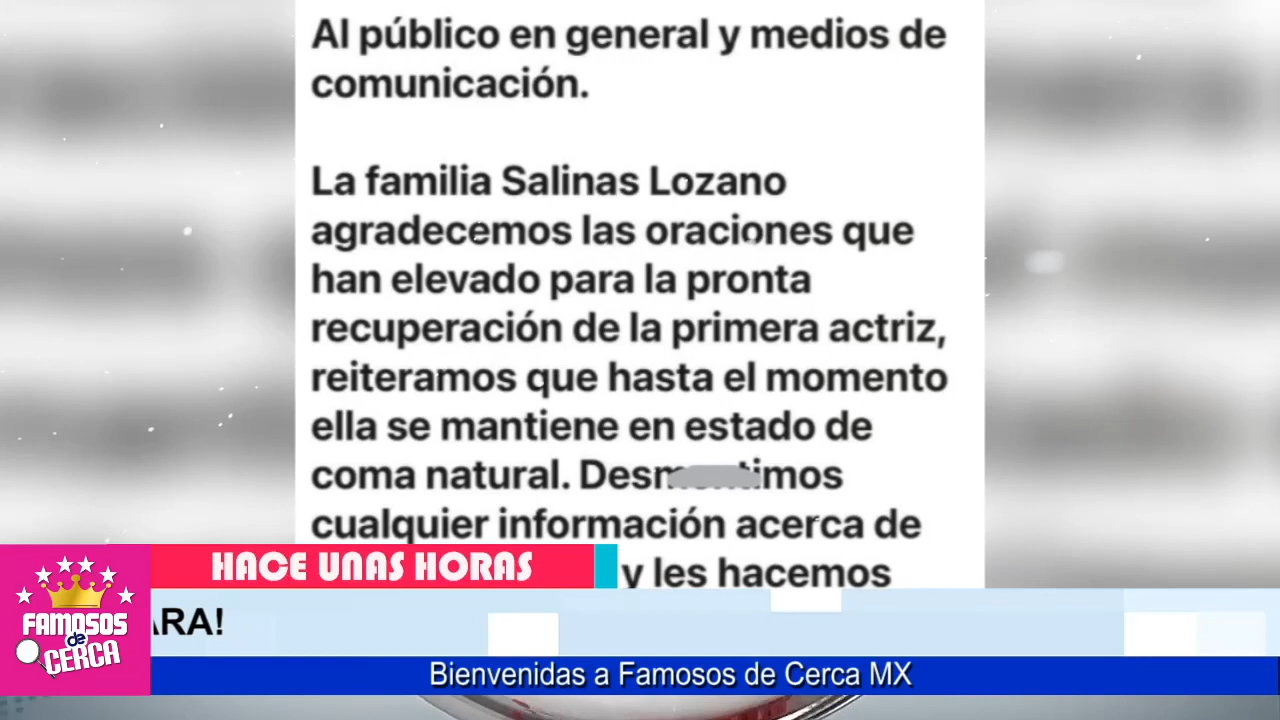 Al público en general y medios de
comunicación.
La familia Salinas Lozano
agradecemos las oraciones que
han elevado para la pronta
recuperación de la primera actriz,
reiteramos que hasta el momento
ella se mantiene en estado de
coma natural. Desmentimos
cualquier información acerca de
y les hacemos
HACE UNAS HORAS
ARA!
FAMOSOS
de
CERCA
Bienvenidas a Famosos de Cerca MX